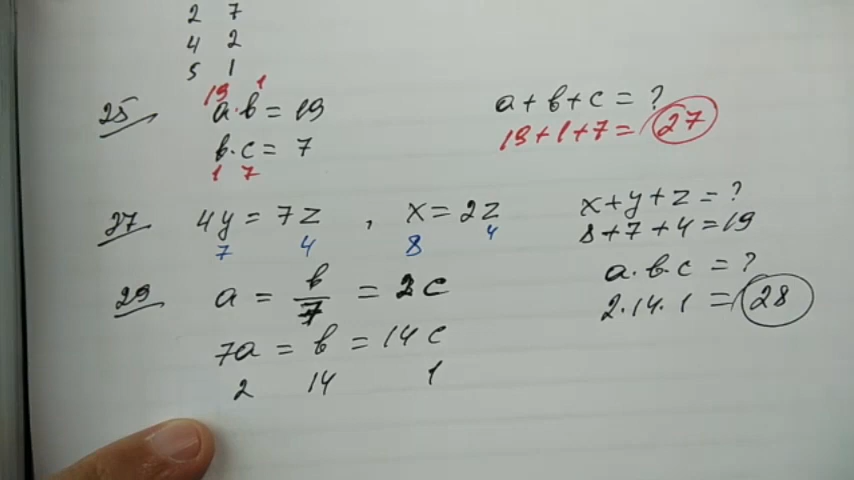 2 7
4 2
5 1
19 1
25 a·b = 19 a+b+c = ?
b·c = 7 19+1+7 = 27
1 7
27 4y = 7z , x = 2z x+y+z = ?
7 4 8 4 8+7+4=19
29 a = b/7 = 2c a·b·c = ?
7a = b = 14c 2·14·1 = 28
2 14 1